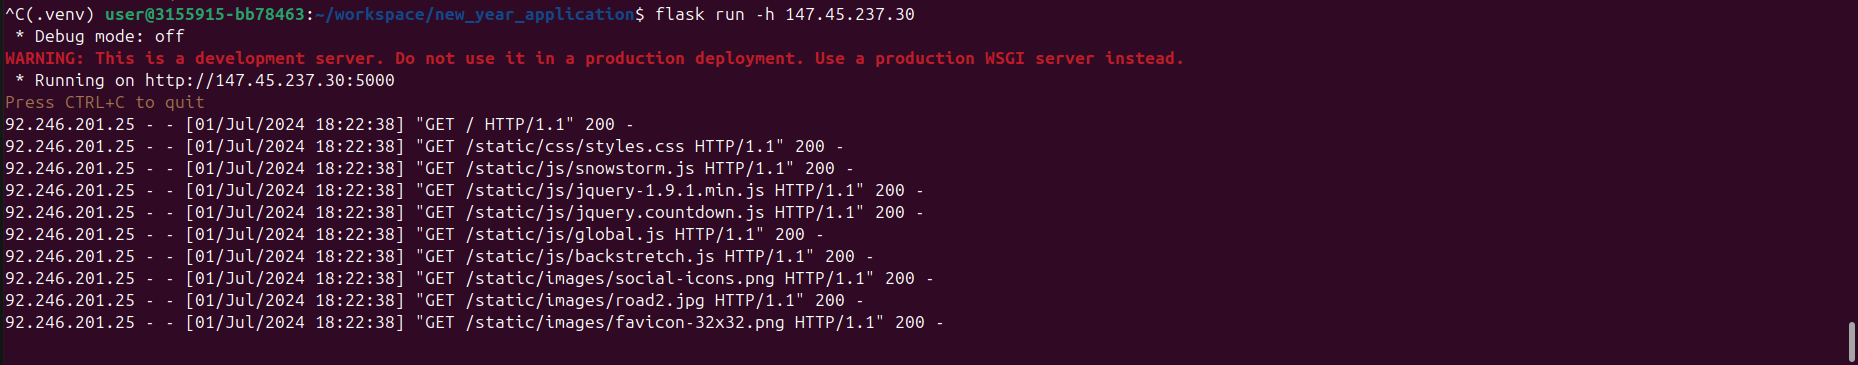 ^C(.venv) user@3155915-bb78463:~/workspace/new_year_application$ flask run -h 147.45.237.30
 * Debug mode: off
WARNING: This is a development server. Do not use it in a production deployment. Use a production WSGI server instead.
 * Running on http://147.45.237.30:5000
Press CTRL+C to quit
92.246.201.25 - - [01/Jul/2024 18:22:38] "GET / HTTP/1.1" 200 -
92.246.201.25 - - [01/Jul/2024 18:22:38] "GET /static/css/styles.css HTTP/1.1" 200 -
92.246.201.25 - - [01/Jul/2024 18:22:38] "GET /static/js/snowstorm.js HTTP/1.1" 200 -
92.246.201.25 - - [01/Jul/2024 18:22:38] "GET /static/js/jquery-1.9.1.min.js HTTP/1.1" 200 -
92.246.201.25 - - [01/Jul/2024 18:22:38] "GET /static/js/jquery.countdown.js HTTP/1.1" 200 -
92.246.201.25 - - [01/Jul/2024 18:22:38] "GET /static/js/global.js HTTP/1.1" 200 -
92.246.201.25 - - [01/Jul/2024 18:22:38] "GET /static/js/backstretch.js HTTP/1.1" 200 -
92.246.201.25 - - [01/Jul/2024 18:22:38] "GET /static/images/social-icons.png HTTP/1.1" 200 -
92.246.201.25 - - [01/Jul/2024 18:22:38] "GET /static/images/road2.jpg HTTP/1.1" 200 -
92.246.201.25 - - [01/Jul/2024 18:22:38] "GET /static/images/favicon-32x32.png HTTP/1.1" 200 -